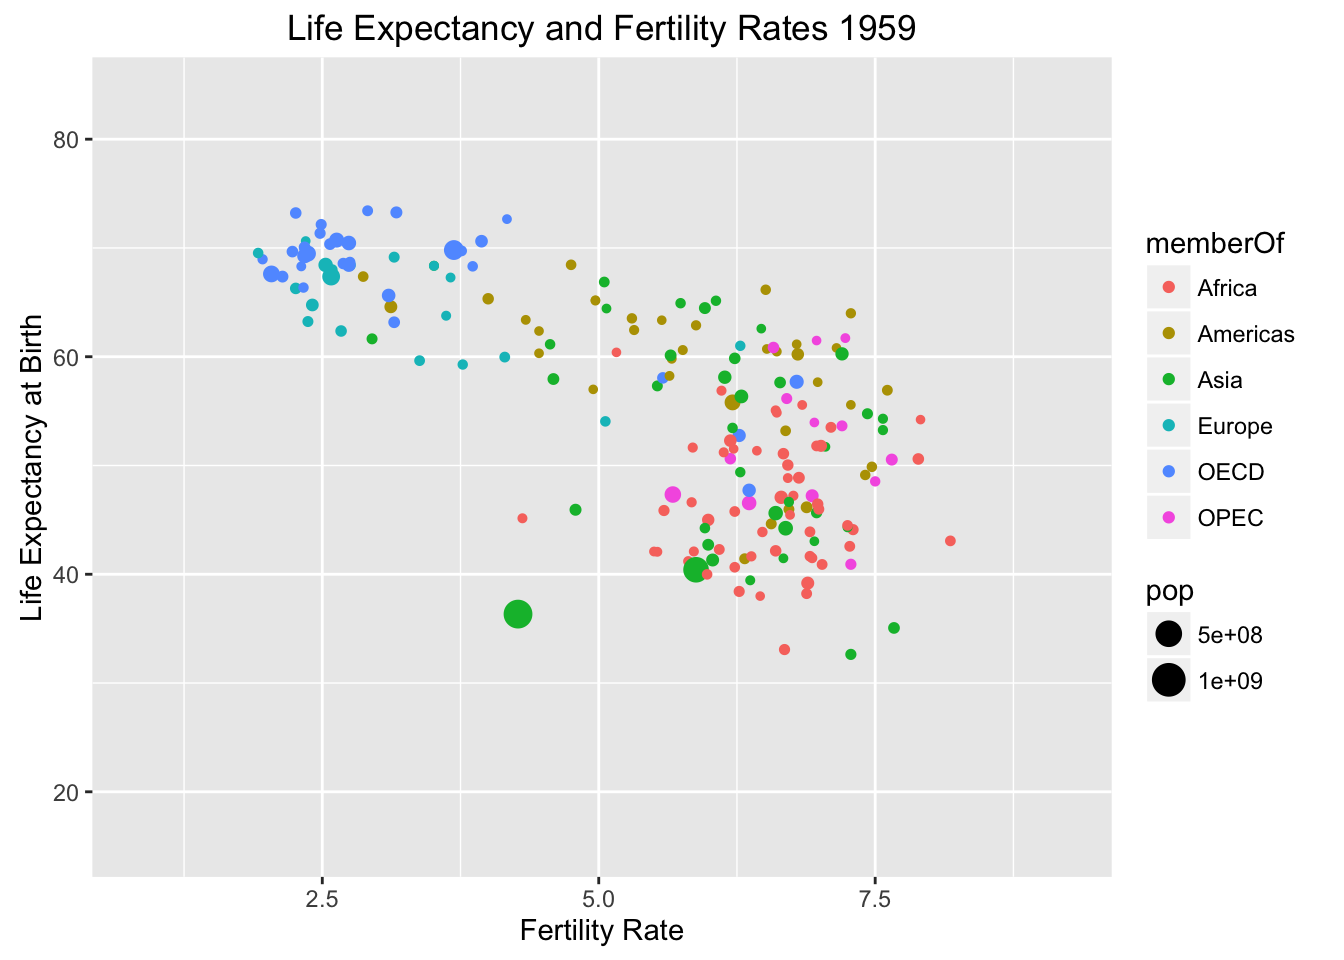 Life Expectancy and Fertility Rates 1959
Life Expectancy at Birth
80
60
40
20
2.5 5.0 7.5
Fertility Rate
memberOf
Africa
Americas
Asia
Europe
OECD
OPEC
pop
5e+08
1e+09